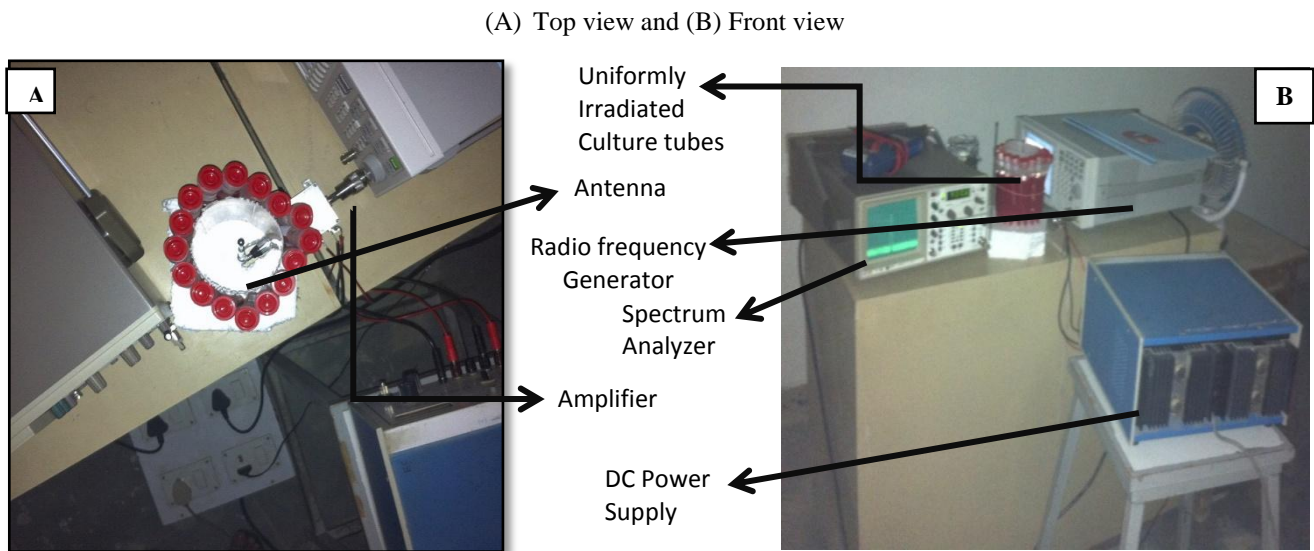 (A) Top view and (B) Front view
A
B
Uniformly
Irradiated
Culture tubes
Antenna
Radio frequency
Generator
Spectrum
Analyzer
Amplifier
DC Power
Supply